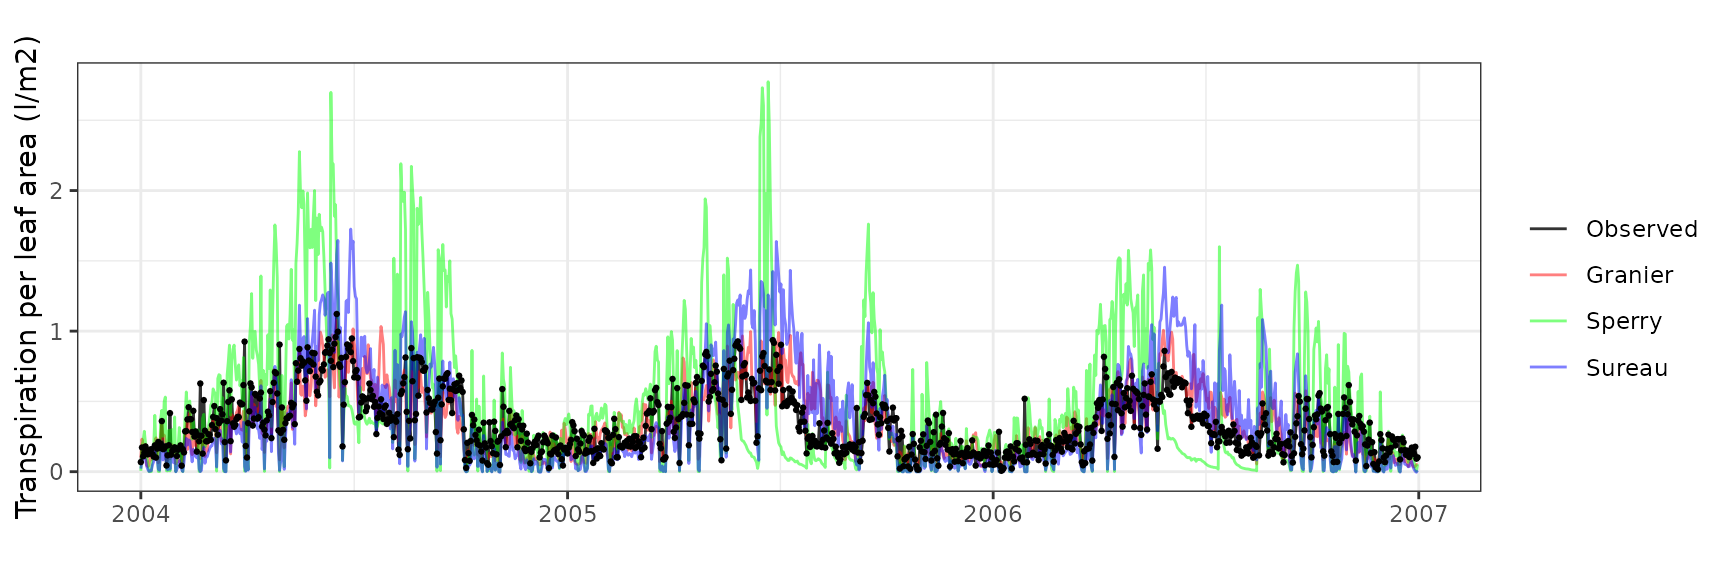 Transpiration per leaf area (l/m2)
2
1
0
2004
2005
2006
2007
Observed
Granier
Sperry
Sureau